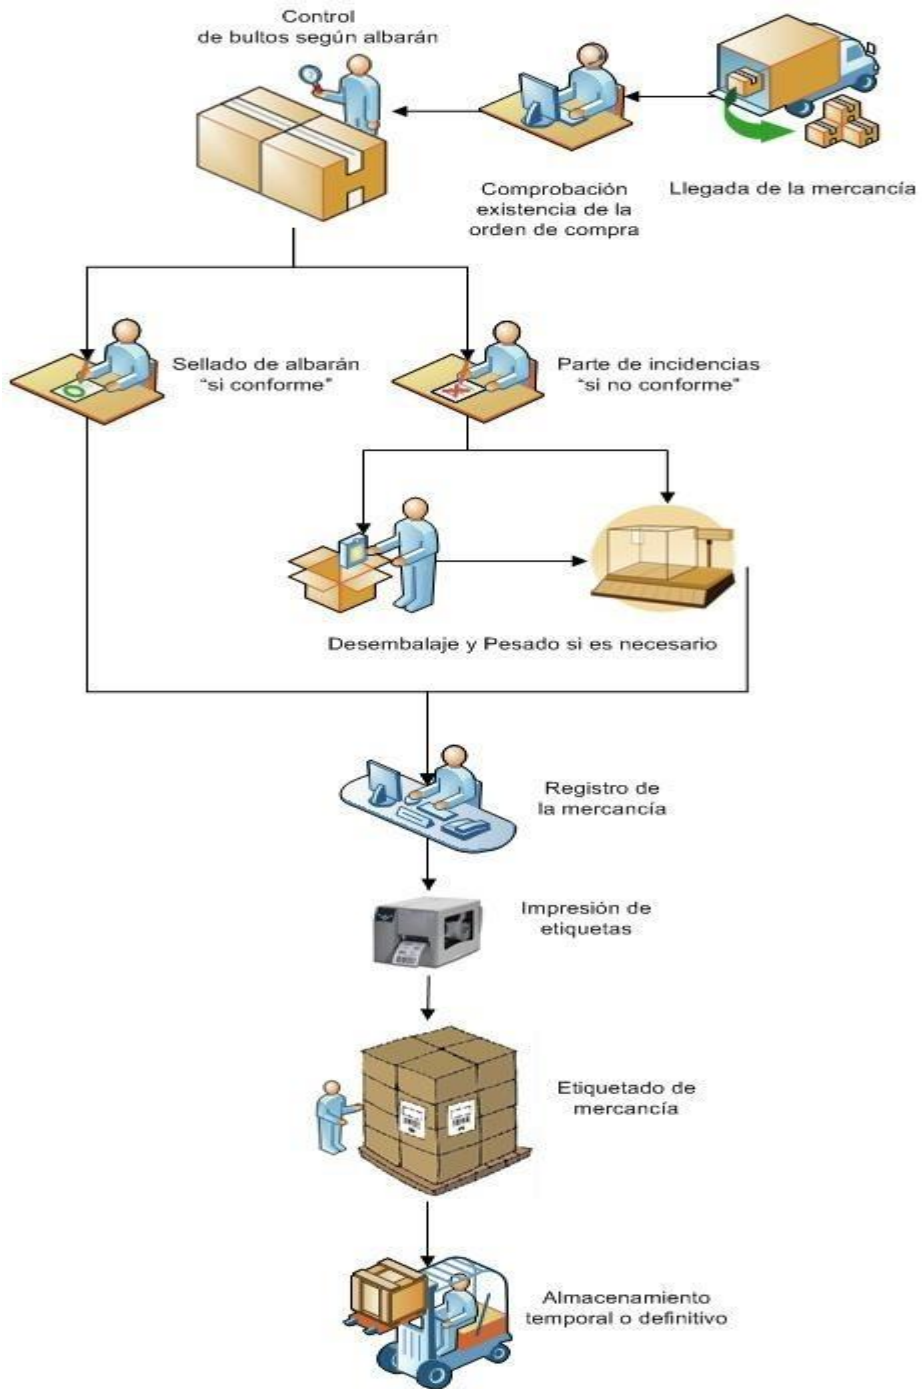 Control
de bultos según albarán
Comprobación
existencia de la
orden de compra
Llegada de la mercancía
Sellado de albarán
“si conforme”
Parte de incidencias
“si no conforme”
Desembalaje y Pesado si es necesario
Registro de
la mercancía
Impresión de
etiquetas
Etiquetado de
mercancía
Almacenamiento
temporal o definitivo